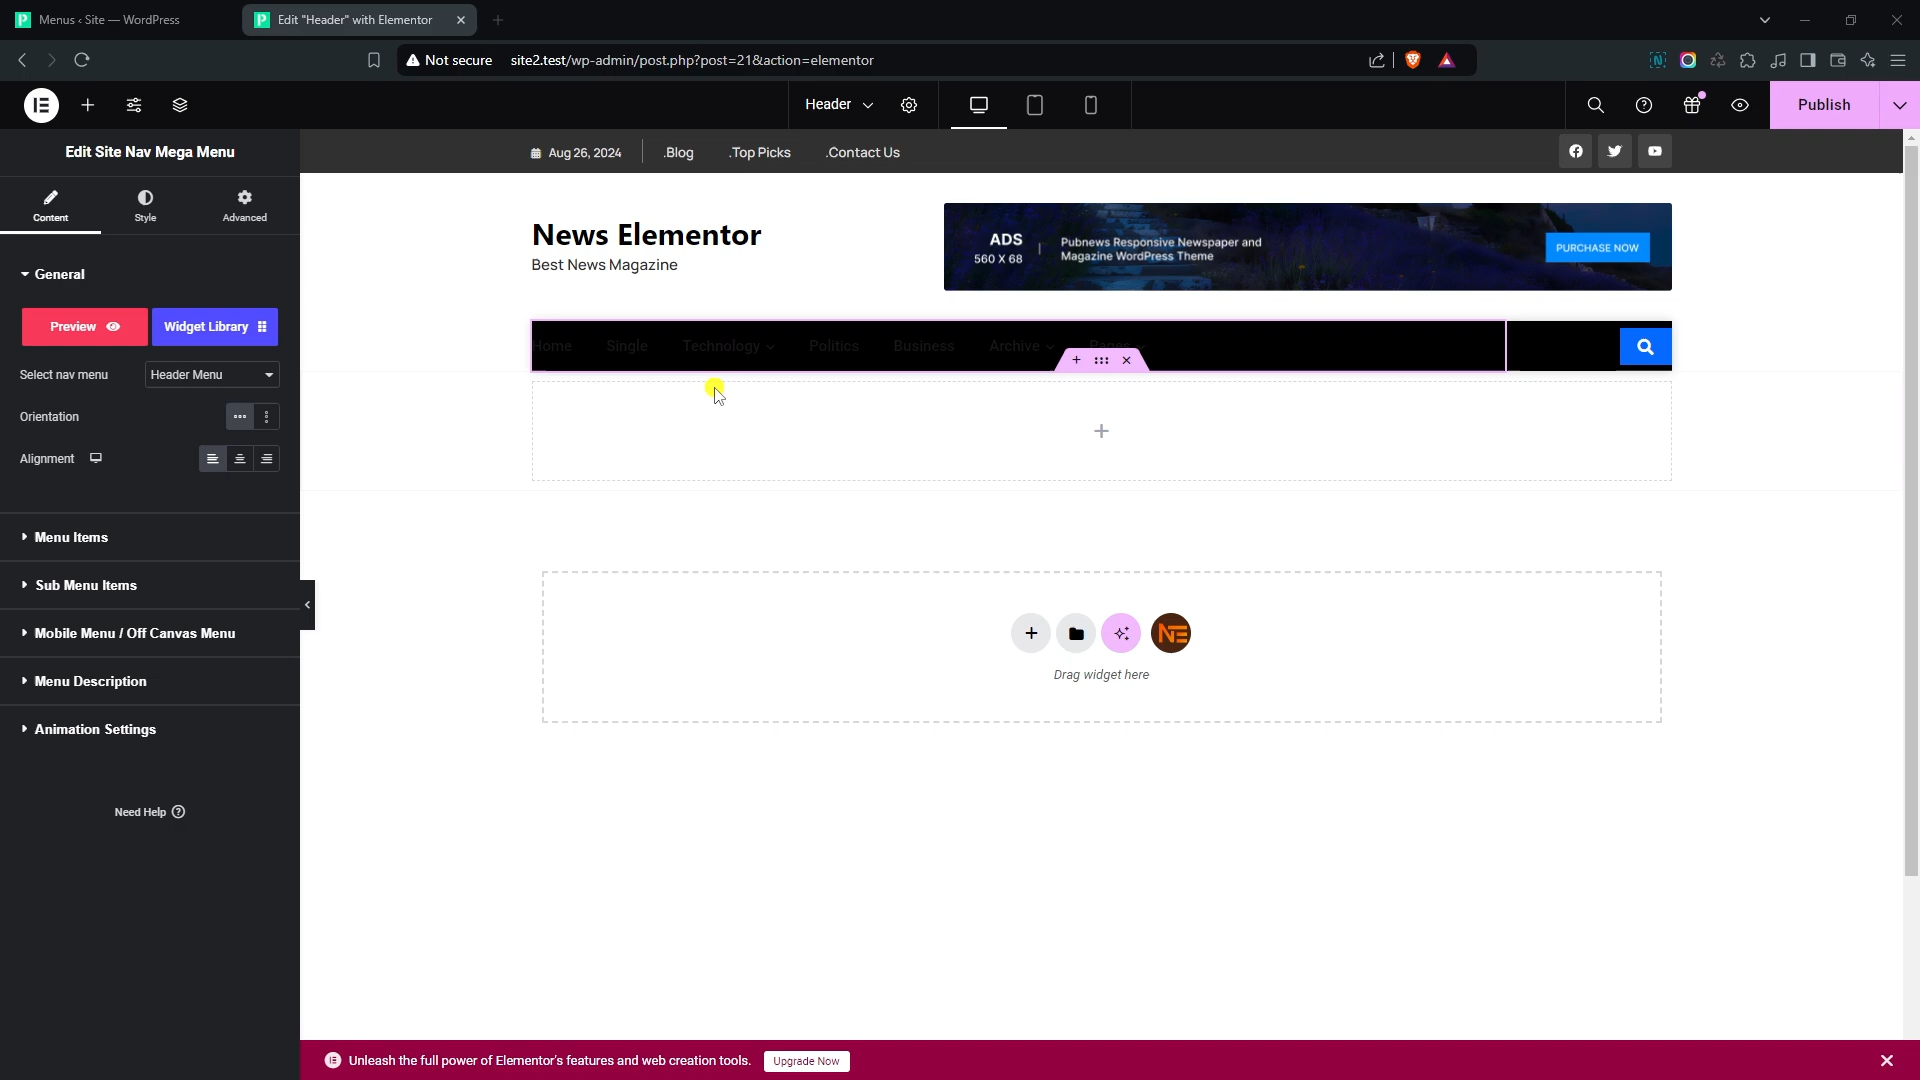 Menus ‹ Site — WordPress
Edit "Header" with Elementor
Not secure site2.test/wp-admin/post.php?post=21&action=elementor
Header
Publish
Edit Site Nav Mega Menu
Content
Style
Advanced
General
Preview
Widget Library
Select nav menu
Header Menu
Orientation
Alignment
Menu Items
Sub Menu Items
Mobile Menu / Off Canvas Menu
Menu Description
Animation Settings
Need Help
Aug 26, 2024
.Blog
.Top Picks
.Contact Us
News Elementor
Best News Magazine
ADS
560 X 68
Pubnews Responsive Newspaper and
Magazine WordPress Theme
PURCHASE NOW
Home Single Technology Politics Business Archive Pages
NE
Drag widget here
Unleash the full power of Elementor's features and web creation tools.
Upgrade Now